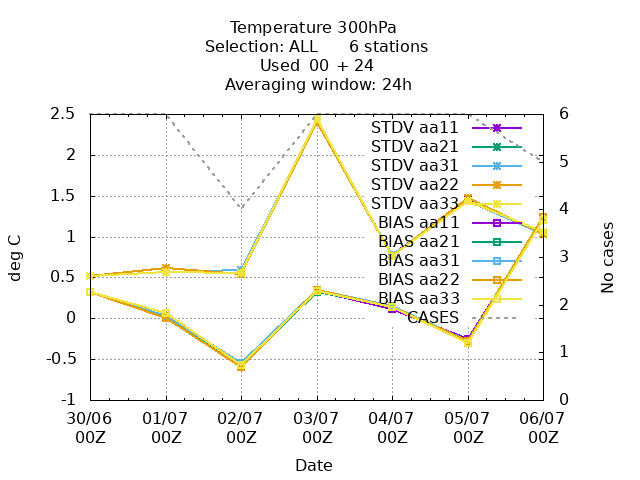 Temperature 300hPa
Selection: ALL      6 stations
Used  00 + 24
Averaging window: 24h
2.5
2
1.5
1
0.5
0
-0.5
-1
deg C
6
5
4
3
2
1
0
No cases
STDV aa11
STDV aa21
STDV aa31
STDV aa22
STDV aa33
BIAS aa11
BIAS aa21
BIAS aa31
BIAS aa22
BIAS aa33
CASES
30/06 01/07 02/07 03/07 04/07 05/07 06/07
00Z 00Z 00Z 00Z 00Z 00Z 00Z
Date